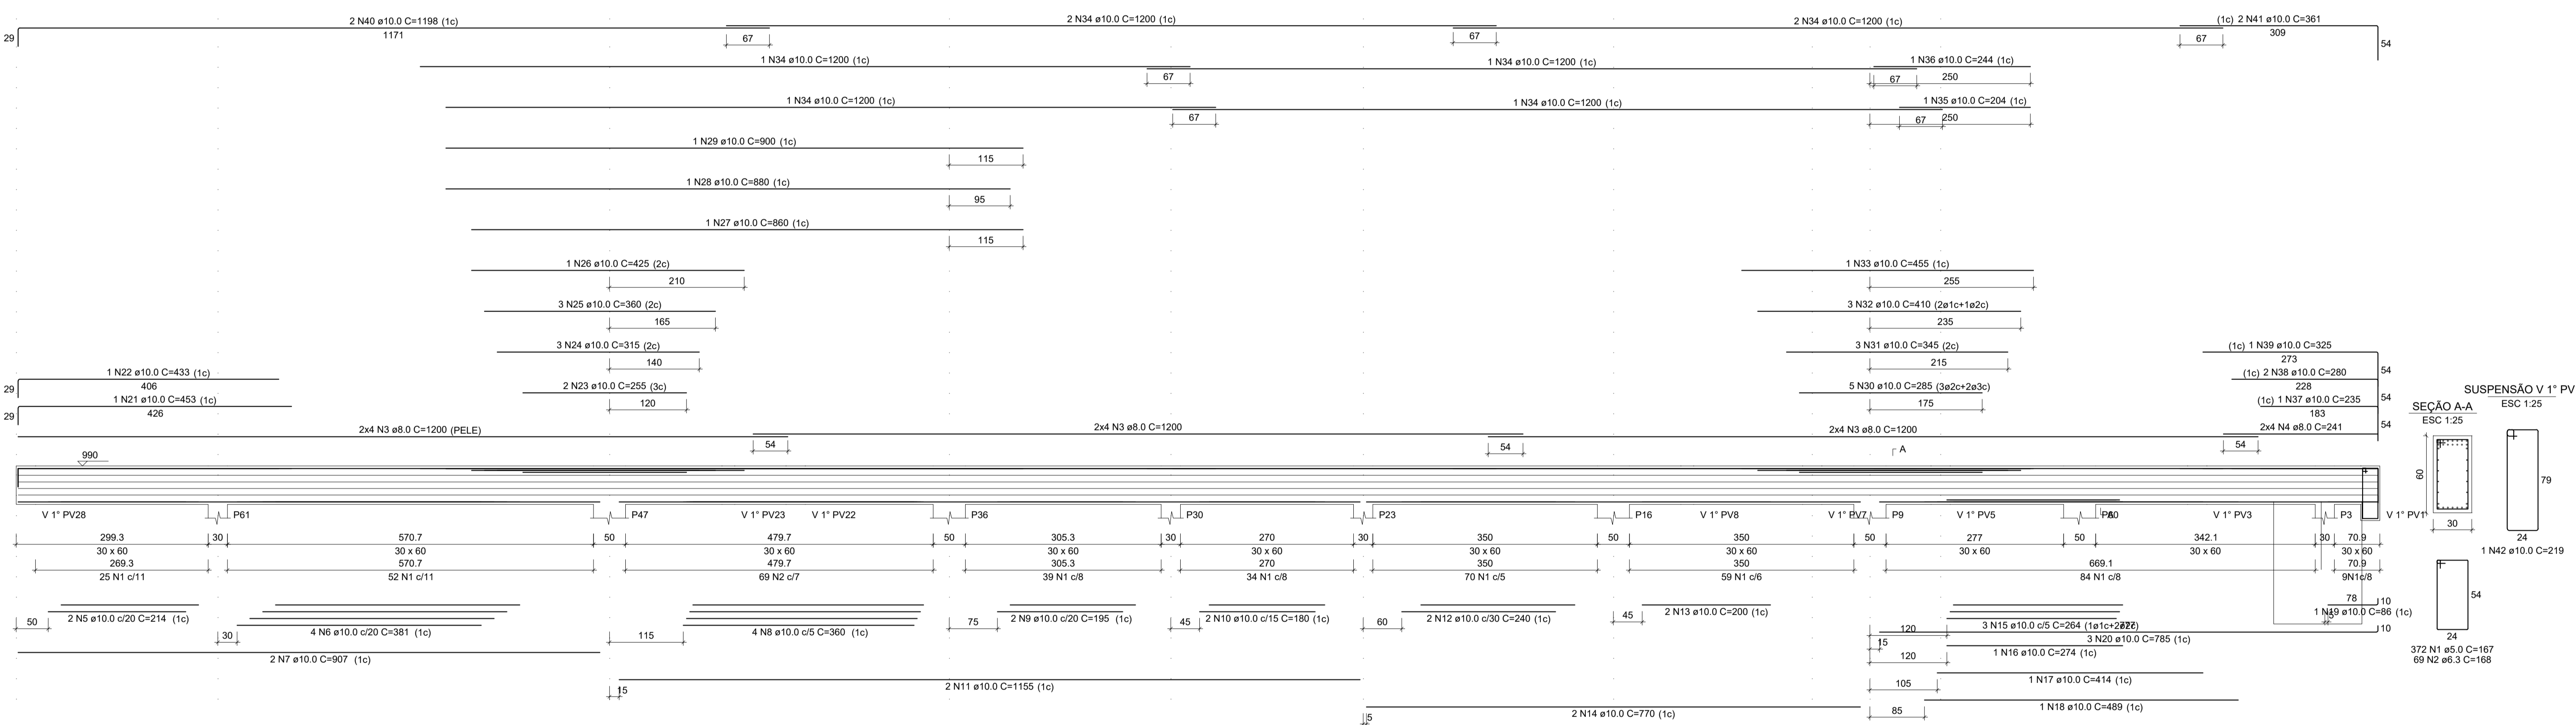 2 N40 ø10.0 C=1198 (1c)
2 N34 ø10.0 C=1200 (1c)
2 N34 ø10.0 C=1200 (1c)
(1c) 2 N41 ø10.0 C=361
29
1171
67
67
67
309
54
1 N34 ø10.0 C=1200 (1c)
1 N34 ø10.0 C=1200 (1c)
1 N36 ø10.0 C=244 (1c)
67
67
250
1 N34 ø10.0 C=1200 (1c)
1 N34 ø10.0 C=1200 (1c)
1 N35 ø10.0 C=204 (1c)
67
67
250
1 N29 ø10.0 C=900 (1c)
115
1 N28 ø10.0 C=880 (1c)
95
1 N27 ø10.0 C=860 (1c)
115
1 N26 ø10.0 C=425 (2c)
210
1 N33 ø10.0 C=455 (1c)
255
3 N25 ø10.0 C=360 (2c)
165
3 N32 ø10.0 C=410 (2ø1c+1ø2c)
235
3 N24 ø10.0 C=315 (2c)
140
3 N31 ø10.0 C=345 (2c)
215
(1c) 1 N39 ø10.0 C=325
273
54
1 N22 ø10.0 C=433 (1c)
29
406
2 N23 ø10.0 C=255 (3c)
120
5 N30 ø10.0 C=285 (3ø2c+2ø3c)
175
(1c) 2 N38 ø10.0 C=280
228
54
1 N21 ø10.0 C=453 (1c)
29
426
(1c) 1 N37 ø10.0 C=235
183
54
2x4 N3 ø8.0 C=1200 (PELE)
2x4 N3 ø8.0 C=1200
2x4 N3 ø8.0 C=1200
2x4 N4 ø8.0 C=241
54
54
54
990
A
V 1° PV28
P61
P47
V 1° PV23
V 1° PV22
P36
P30
P23
P16
V 1° PV8
V 1° PV7
P9
V 1° PV5
V 1° PV3
P3
V 1° PV1
299.3
30
570.7
50
479.7
50
305.3
30
270
30
350
50
350
50
277
50
342.1
30
70.9
30 x 60
30 x 60
30 x 60
30 x 60
30 x 60
30 x 60
30 x 60
30 x 60
30 x 60
30 x 60
269.3
570.7
479.7
305.3
270
350
350
669.1
70.9
25 N1 c/11
52 N1 c/11
69 N2 c/7
39 N1 c/8
34 N1 c/8
70 N1 c/5
59 N1 c/6
84 N1 c/8
9N1c/8
50
2 N5 ø10.0 c/20 C=214 (1c)
30
4 N6 ø10.0 c/20 C=381 (1c)
115
4 N8 ø10.0 c/5 C=360 (1c)
75
2 N9 ø10.0 c/20 C=195 (1c)
45
2 N10 ø10.0 c/15 C=180 (1c)
60
2 N12 ø10.0 c/30 C=240 (1c)
45
2 N13 ø10.0 C=200 (1c)
120
3 N15 ø10.0 c/5 C=264
78
10
1 N19 ø10.0 C=86 (1c)
10
15
3 N20 ø10.0 C=785 (1c)
2 N7 ø10.0 C=907 (1c)
120
1 N16 ø10.0 C=274 (1c)
15
2 N11 ø10.0 C=1155 (1c)
105
1 N17 ø10.0 C=414 (1c)
5
2 N14 ø10.0 C=770 (1c)
85
1 N18 ø10.0 C=489 (1c)
SEÇÃO A-A
ESC 1:25
60
30
SUSPENSÃO V 1° PV
ESC 1:25
79
24
1 N42 ø10.0 C=219
54
24
372 N1 ø5.0 C=167
69 N2 ø6.3 C=168